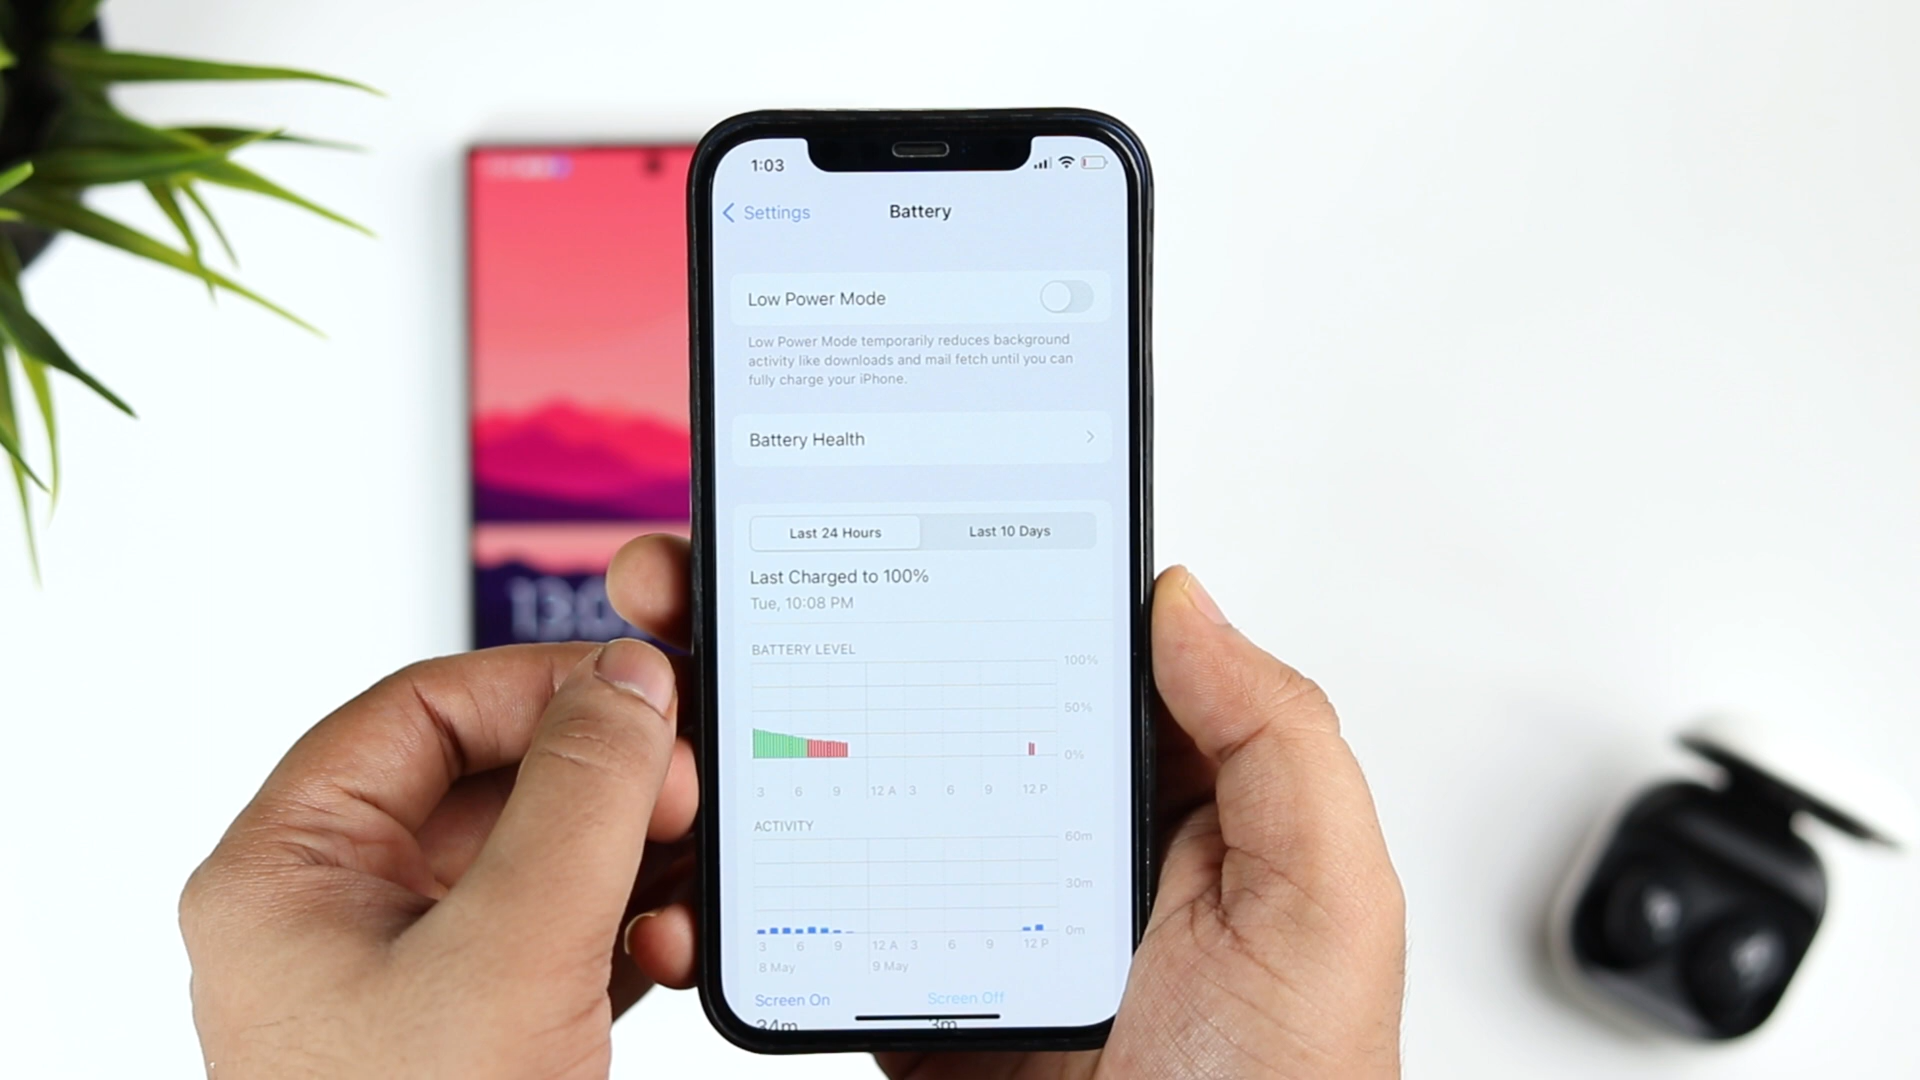 1:03
Settings
Battery
Low Power Mode
Low Power Mode temporarily reduces background
activity like downloads and mail fetch until you can
fully charge your iPhone.
Battery Health
Last 24 Hours Last 10 Days
Last Charged to 100%
Tue, 10:08 PM
BATTERY LEVEL
100%
50%
0%
3 6 9 12 A 3 6 9 12 P
ACTIVITY
60m
30m
0m
3 6 9 12 A 3 6 9 12 P
8 May 9 May
Screen On Screen Off
34m 3m